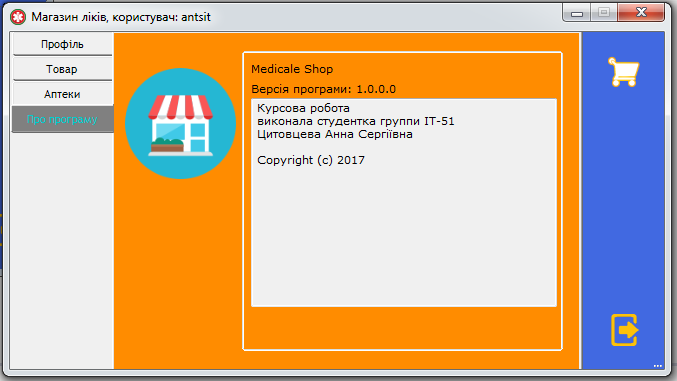 Магазин ліків, користувач: antsit
Профіль
Товар
Аптеки
Про програму
Medicale Shop
Версія програми: 1.0.0.0
Курсова робота
виконала студентка группи ІТ-51
Цитовцева Анна Сергіївна
Copyright (c) 2017